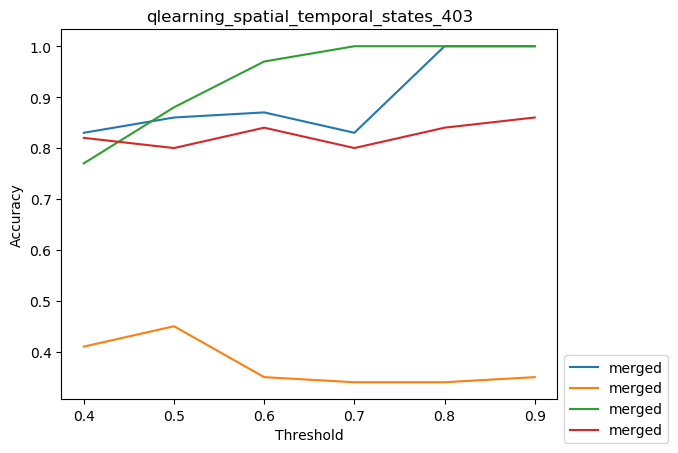 qlearning_spatial_temporal_states_403
1.0
0.9
0.8
0.7
0.6
0.5
0.4
Accuracy
0.4 0.5 0.6 0.7 0.8 0.9
Threshold
merged
merged
merged
merged